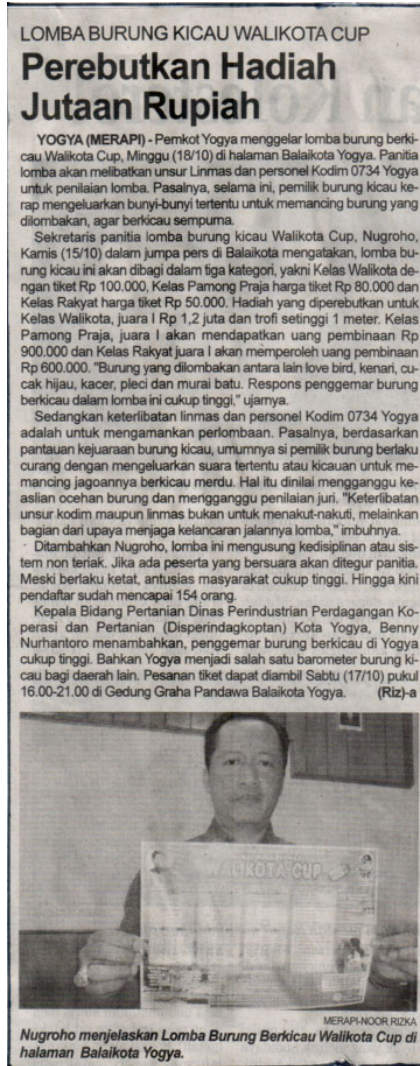 LOMBA BURUNG KICAU WALIKOTA CUP
Perebutkan Hadiah
Jutaan Rupiah
YOGYA (MERAPI) - Pemkot Yogya menggelar lomba burung berki-
cau Walikota Cup, Minggu (18/10) di halaman Balaikota Yogya. Panitia
lomba akan melibatkan unsur Linmas dan personel Kodim 0734 Yogya
untuk penilaian lomba. Pasalnya, selama ini, pemilik burung kicau ke-
rap mengeluarkan bunyi-bunyi tertentu untuk memancing burung yang
dilombakan, agar berkicau sempurna.
Sekretaris panitia lomba burung kicau Walikota Cup, Nugroho,
Kamis (15/10) dalam jumpa pers di Balaikota mengatakan, lomba bu-
rung kicau ini akan dibagi dalam tiga kategori, yakni Kelas Walikota de-
ngan tiket Rp 100.000, Kelas Pamong Praja harga tiket Rp 80.000 dan
Kelas Rakyat harga tiket Rp 50.000. Hadiah yang diperebutkan untuk
Kelas Walikota, juara I Rp 1,2 juta dan trofi setinggi 1 meter. Kelas
Pamong Praja, juara I akan mendapatkan uang pembinaan Rp
900.000 dan Kelas Rakyat juara I akan memperoleh uang pembinaan
Rp 600.000. "Burung yang dilombakan antara lain love bird, kenari, cu-
cak hijau, kacer, pleci dan murai batu. Respons penggemar burung
berkicau dalam lomba ini cukup tinggi," ujarnya.
Sedangkan keterlibatan linmas dan personel Kodim 0734 Yogya
adalah untuk mengamankan perlombaan. Pasalnya, berdasarkan
pantauan kejuaraan burung kicau, umumnya si pemilik burung berlaku
curang dengan mengeluarkan suara tertentu atau kicauan untuk me-
mancing jagoannya berkicau merdu. Hal itu dinilai mengganggu ke-
aslian ocehan burung dan mengganggu penilaian juri. "Keterlibatan
unsur kodim maupun linmas bukan untuk menakut-nakuti, melainkan
bagian dari upaya menjaga kelancaran jalannya lomba," imbuhnya.
Ditambahkan Nugroho, lomba ini mengusung kedisiplinan atau sis-
tem non teriak. Jika ada peserta yang bersuara akan ditegur panitia.
Meski berlaku ketat, antusias masyarakat cukup tinggi. Hingga kini
pendaftar sudah mencapai 154 orang.
Kepala Bidang Pertanian Dinas Perindustrian Perdagangan Ko-
perasi dan Pertanian (Disperindagkoptan) Kota Yogya, Benny
Nurhantoro menambahkan, penggemar burung berkicau di Yogya
cukup tinggi. Bahkan Yogya menjadi salah satu barometer burung ki-
cau bagi daerah lain. Pesanan tiket dapat diambil Sabtu (17/10) pukul
16.00-21.00 di Gedung Graha Pandawa Balaikota Yogya. (Riz)-a
WALIKOTA CUP
MERAPI-NOOR RIZKA
Nugroho menjelaskan Lomba Burung Berkicau Walikota Cup di
halaman Balaikota Yogya.